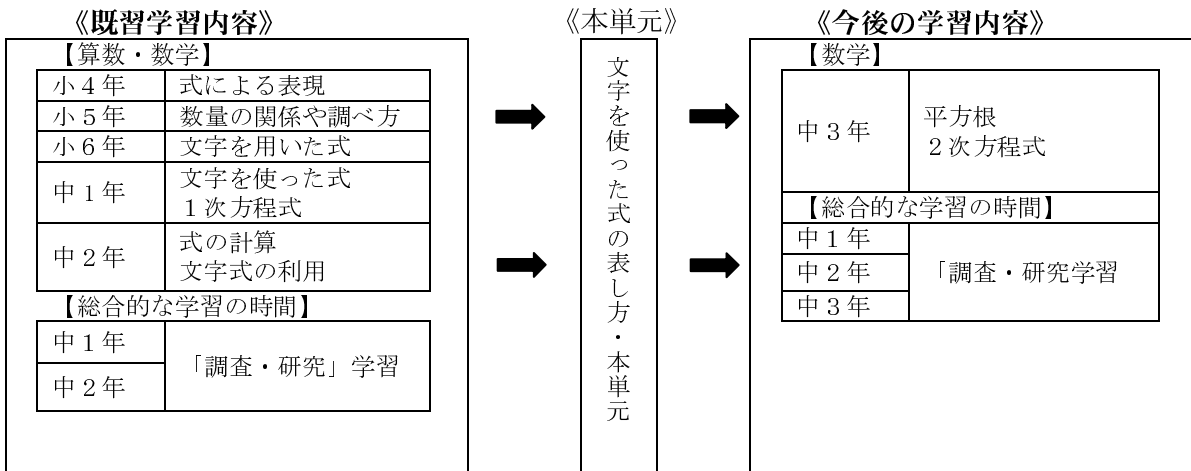 《既習学習内容》
【算数・数学】
小４年 式による表現
小５年 数量の関係や調べ方
小６年 文字を用いた式
中１年 文字を使った式
１次方程式
中２年 式の計算
文字式の利用
【総合的な学習の時間】
中１年
中２年
「調査・研究」学習
《本単元》
文字を使った式の表し方・本単元
《今後の学習内容》
【数学】
中３年 平方根
２次方程式
【総合的な学習の時間】
中１年
中２年
中３年
「調査・研究学習